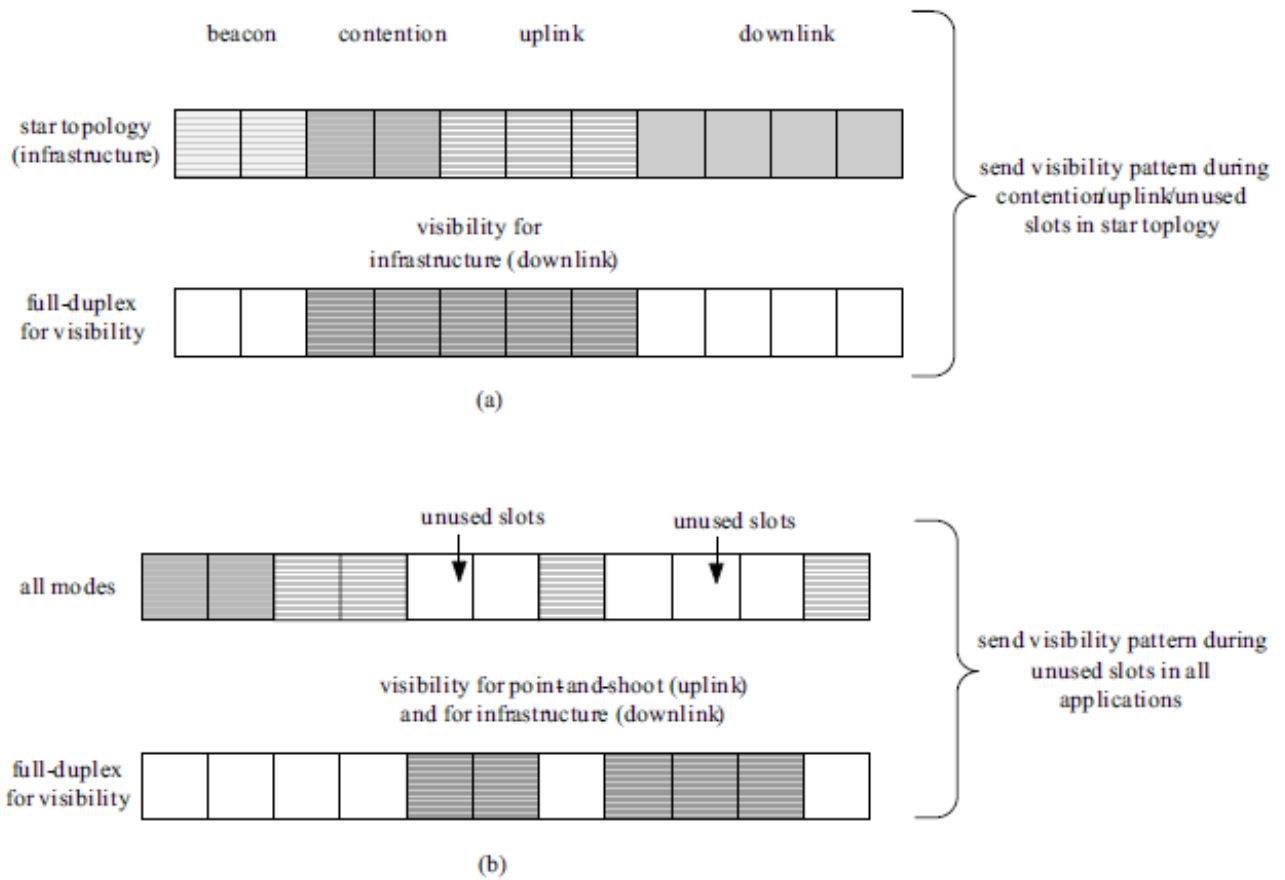 beacon contention uplink downlink
star topology
(infrastructure)
send visibility pattern during
contention/uplink/unused
slots in star toplogy
visibility for
infrastructure (downlink)
full-duplex
for visibility
(a)
unused slots unused slots
all modes
send visibility pattern during
unused slots in all
applications
visibility for point-and-shoot (uplink)
and for infrastructure (downlink)
full-duplex
for visibility
(b)